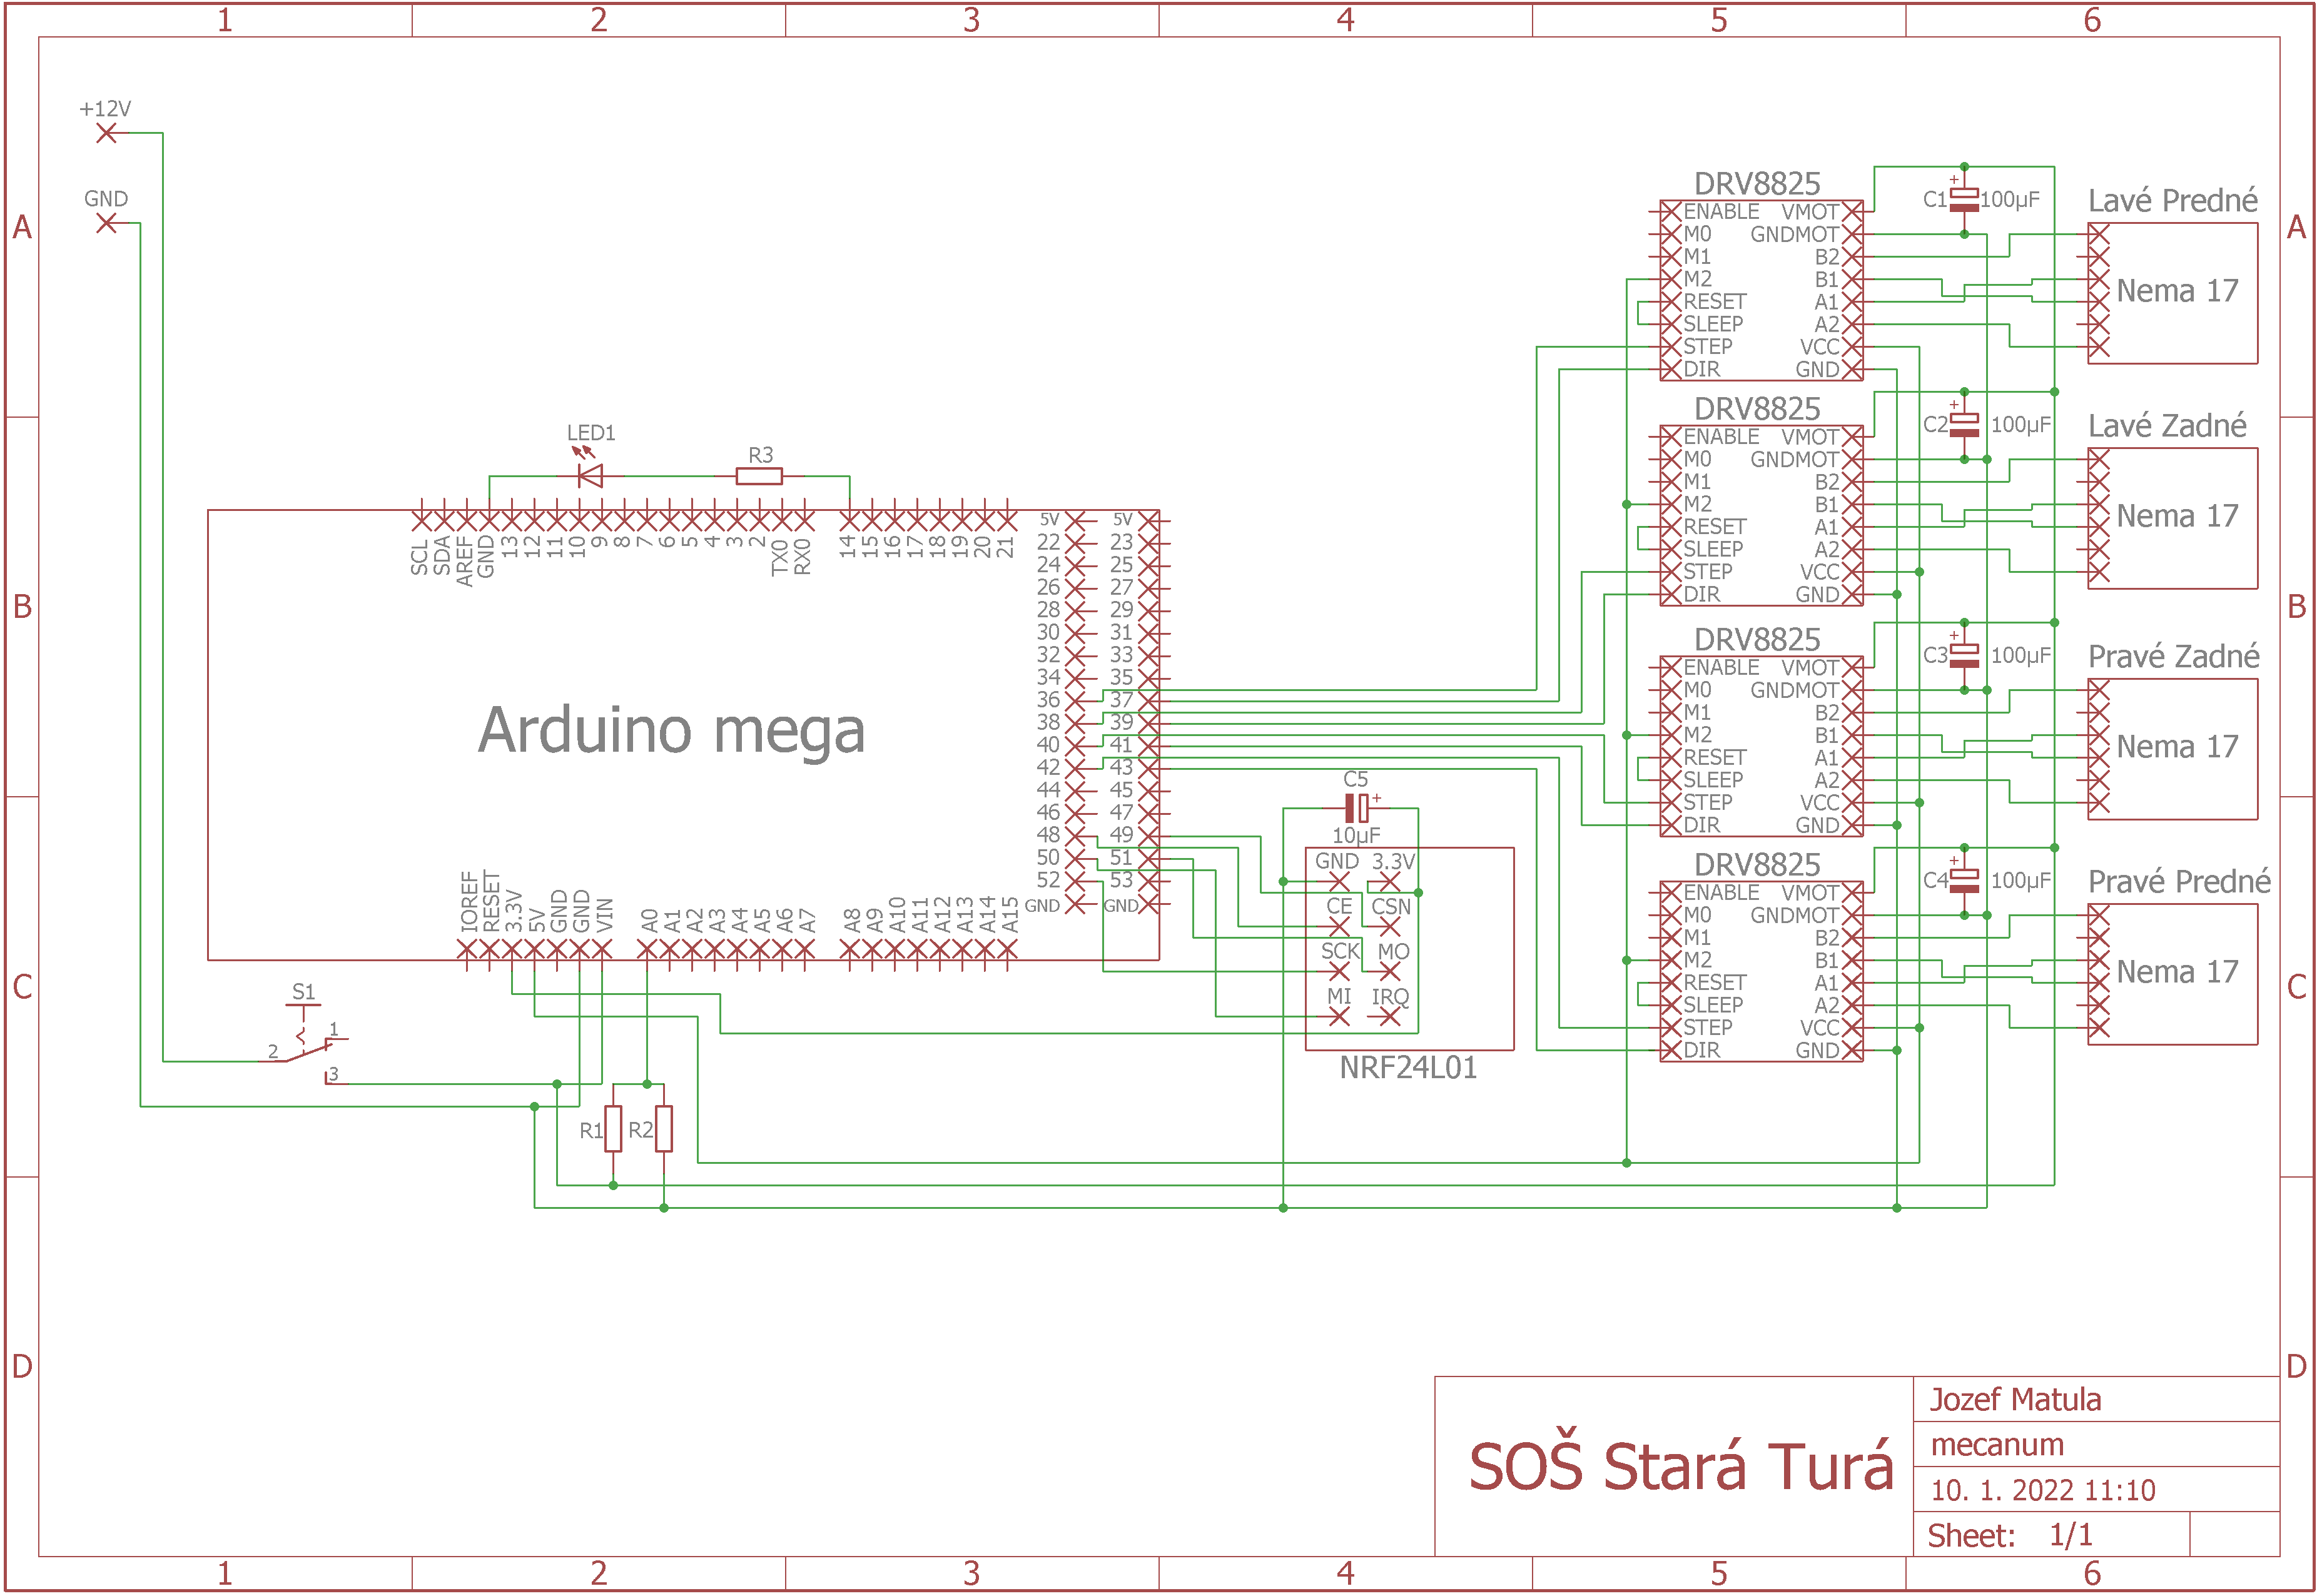 1 2 3 4 5 6
A A
B B
C C
D D
+12V
GND
LED1
R3
SCL SDA AREF GND 13 12 11 10 9 8 7 6 5 4 3 2 TX0 RX0 14 15 16 17 18 19 20 21
5V 5V
22 23
24 25
26 27
28 29
30 31
32 33
34 35
36 37
38 39
40 41
42 43
44 45
46 47
48 49
50 51
52 53
GND GND
Arduino mega
IOREF RESET 3.3V 5V GND GND VIN A0 A1 A2 A3 A4 A5 A6 A7 A8 A9 A10 A11 A12 A13 A14 A15
S1
1
2
3
R1 R2
C5
+
10µF
GND 3.3V
CE CSN
SCK MO
MI IRQ
NRF24L01
DRV8825
ENABLE VMOT
M0 GNDMOT
M1 B2
M2 B1
RESET A1
SLEEP A2
STEP VCC
DIR GND
+
C1 100µF
Lavé Predné
Nema 17
DRV8825
ENABLE VMOT
M0 GNDMOT
M1 B2
M2 B1
RESET A1
SLEEP A2
STEP VCC
DIR GND
+
C2 100µF
Lavé Zadné
Nema 17
DRV8825
ENABLE VMOT
M0 GNDMOT
M1 B2
M2 B1
RESET A1
SLEEP A2
STEP VCC
DIR GND
+
C3 100µF
Pravé Zadné
Nema 17
DRV8825
ENABLE VMOT
M0 GNDMOT
M1 B2
M2 B1
RESET A1
SLEEP A2
STEP VCC
DIR GND
+
C4 100µF
Pravé Predné
Nema 17
SOŠ Stará Turá
Jozef Matula
mecanum
10. 1. 2022 11:10
Sheet: 1/1
1 2 3 4 5 6